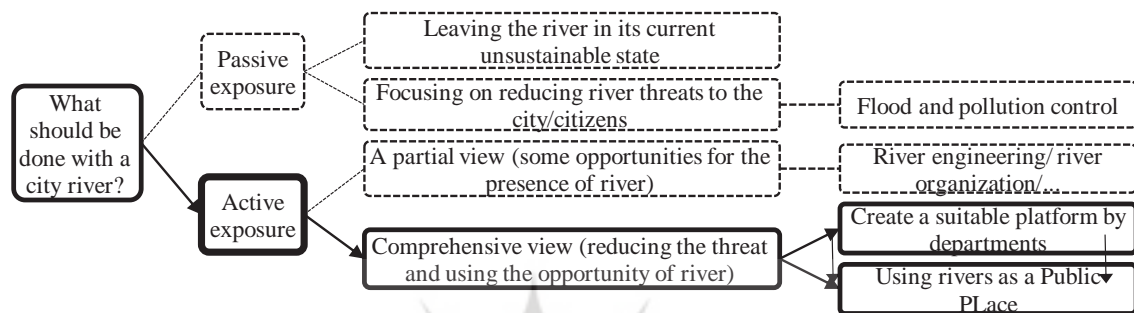 What
should be
done with a
city river?
Passive
exposure
Active
exposure
Leaving the river in its current
unsustainable state
Focusing on reducing river threats to the
city/citizens
A partial view (some opportunities for the
presence of river)
Comprehensive view (reducing the threat
and using the opportunity of river)
Flood and pollution control
River engineering/ river
organization/...
Create a suitable platform by
departments
Using rivers as a Public
PLace